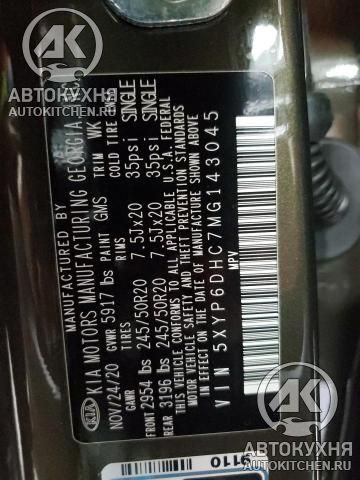 АВТОКУХНЯ
AUTOKITCHEN.RU
MANUFACTURED BY
KIA MOTORS MANUFACTURING GEORGIA
KIA
NOV/24/20 GVWR 5917 lbs PAINT GMS TRIM WK
GAWR TIRES RIMS COLD TIRE
FRONT 2954 lbs 245/50R20 7.5Jx20 35psi SINGLE
REAR 3196 lbs 245/50R20 7.5Jx20 35psi SINGLE
THIS VEHICLE CONFORMS TO ALL APPLICABLE U.S.A. FEDERAL
MOTOR VEHICLE SAFETY AND THEFT PREVENTION STANDARDS
IN EFFECT ON THE DATE OF MANUFACTURE SHOWN ABOVE.
VIN 5XYP6DHC7MG143045
MPV
9110
АВТОКУХНЯ
AUTOKITCHEN.RU